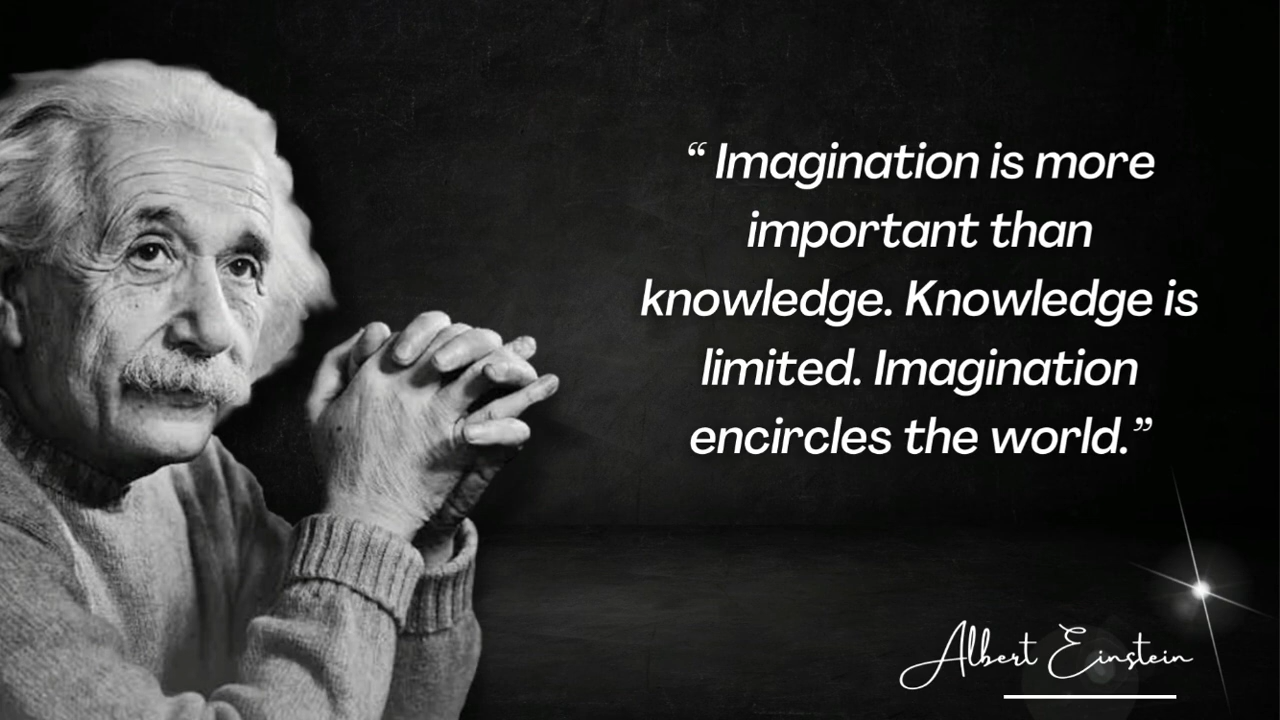 “ Imagination is more
important than
knowledge. Knowledge is
limited. Imagination
encircles the world.”
Albert Einstein